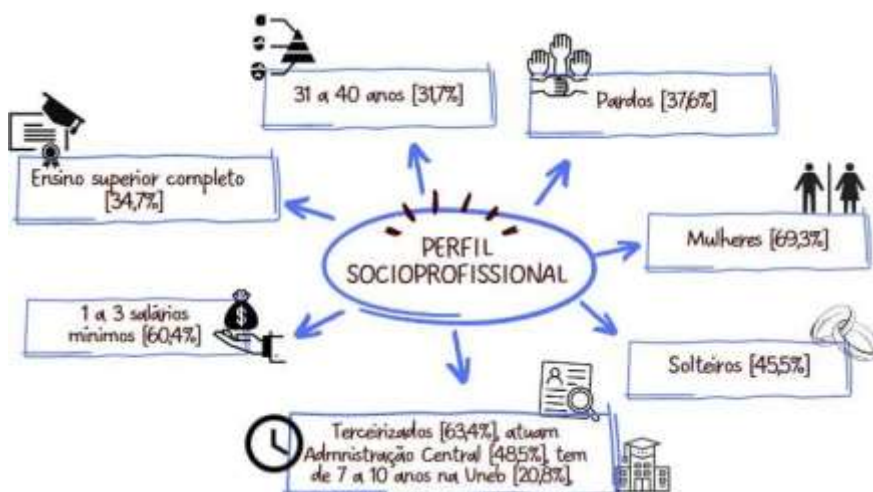 31 a 40 anos [31,7%]
Pardos [37,6%]
Ensino superior completo
[34,7%]
PERFIL
SOCIOPROFISSIONAL
Mulheres [69,3%]
1 a 3 salários
mínimos [60,4%]
Solteiros [45,5%]
Terceirizados [63,4%], atuam
Admnistração Central [48,5%], tem
de 7 a 10 anos na Uneb [20,8%],